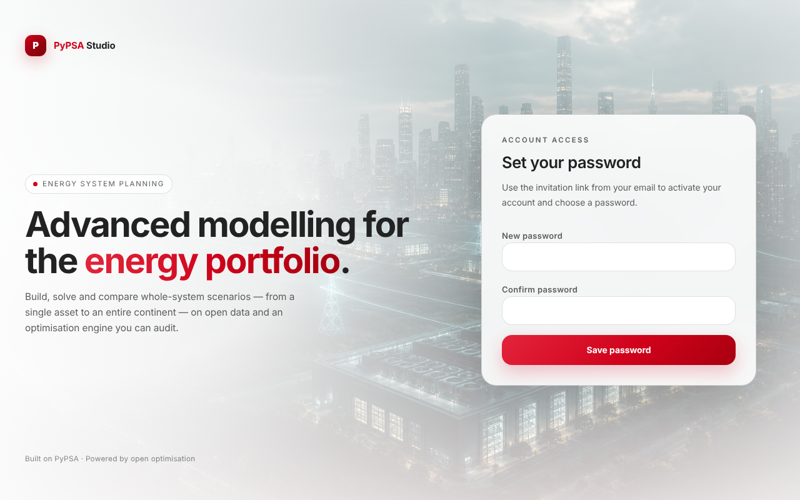 P PyPSA Studio
ENERGY SYSTEM PLANNING
Advanced modelling for
the energy portfolio.
Build, solve and compare whole-system scenarios — from a
single asset to an entire continent — on open data and an
optimisation engine you can audit.
Built on PyPSA · Powered by open optimisation
ACCOUNT ACCESS
Set your password
Use the invitation link from your email to activate your
account and choose a password.
New password
Confirm password
Save password